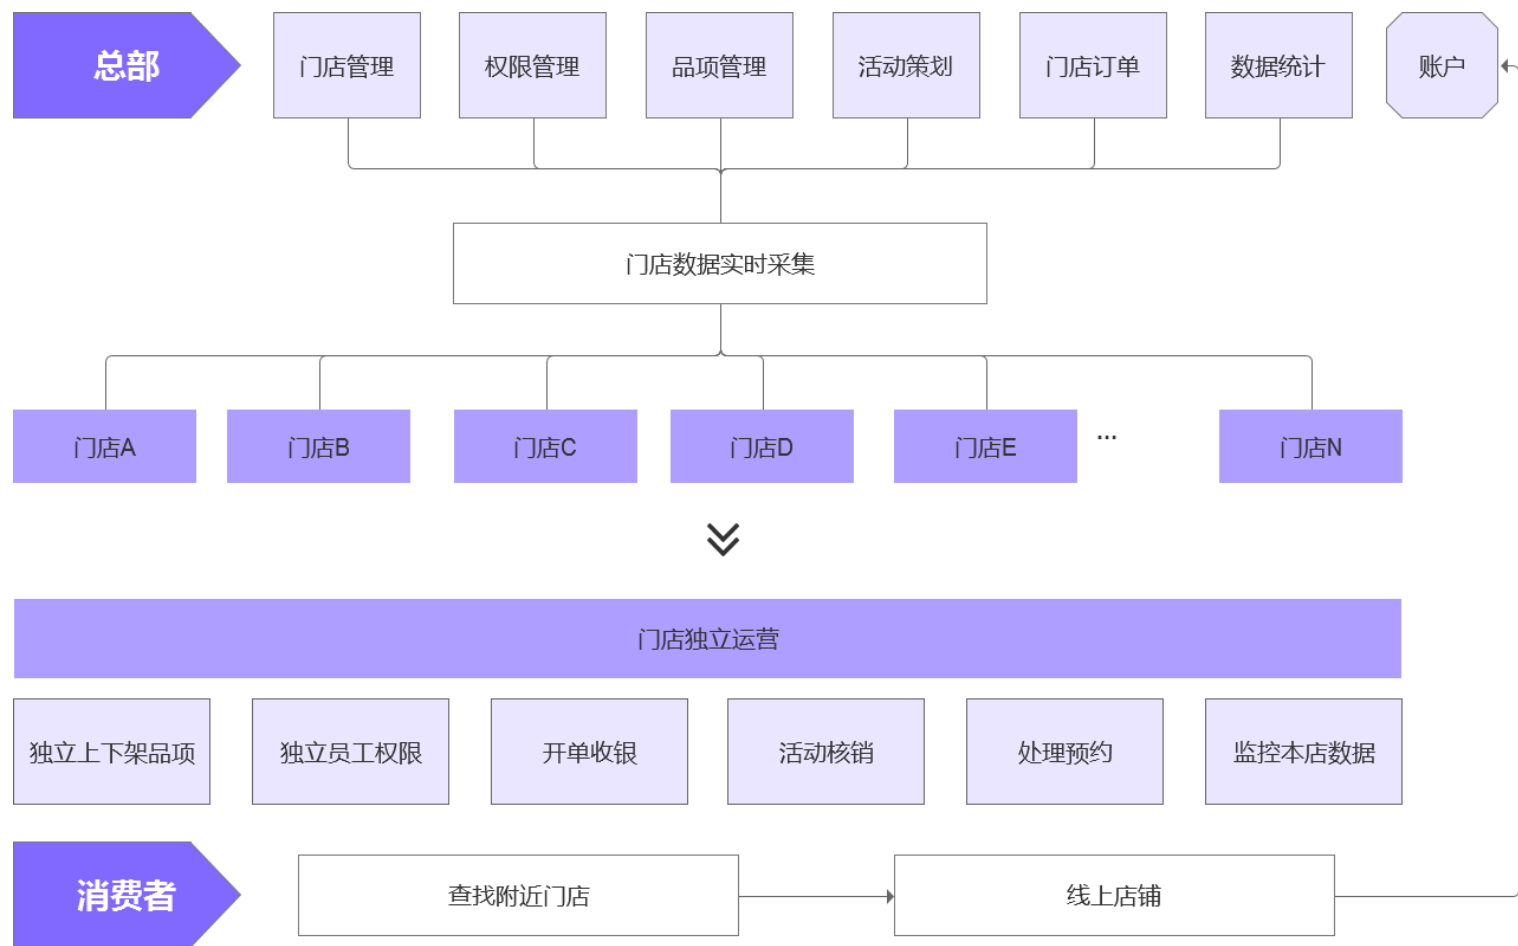 总部
门店管理
权限管理
品项管理
活动策划
门店订单
数据统计
账户
门店数据实时采集
门店A
门店B
门店C
门店D
门店E
...
门店N
门店独立运营
独立上下架品项
独立员工权限
开单收银
活动核销
处理预约
监控本店数据
消费者
查找附近门店
线上店铺